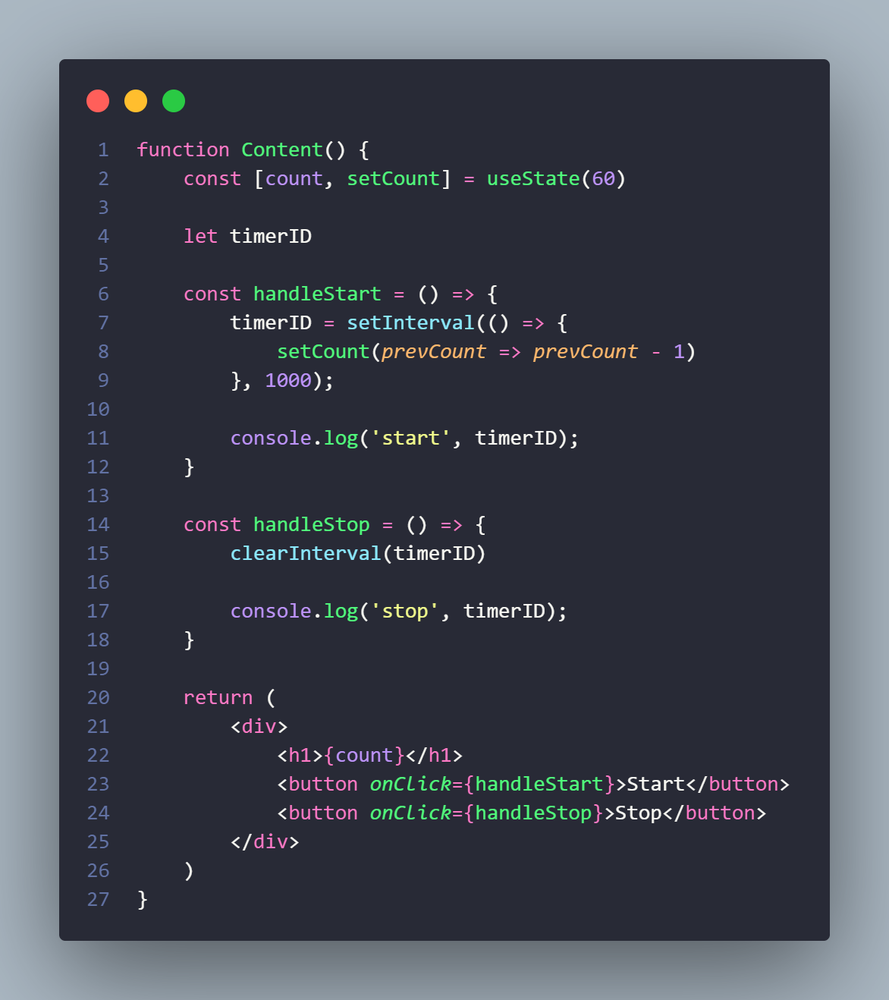 1 function Content() {
2     const [count, setCount] = useState(60)
3
4     let timerID
5
6     const handleStart = () => {
7         timerID = setInterval(() => {
8             setCount(prevCount => prevCount - 1)
9         }, 1000);
10
11         console.log('start', timerID);
12     }
13
14     const handleStop = () => {
15         clearInterval(timerID)
16
17         console.log('stop', timerID);
18     }
19
20     return (
21         <div>
22             <h1>{count}</h1>
23             <button onClick={handleStart}>Start</button>
24             <button onClick={handleStop}>Stop</button>
25         </div>
26     )
27 }